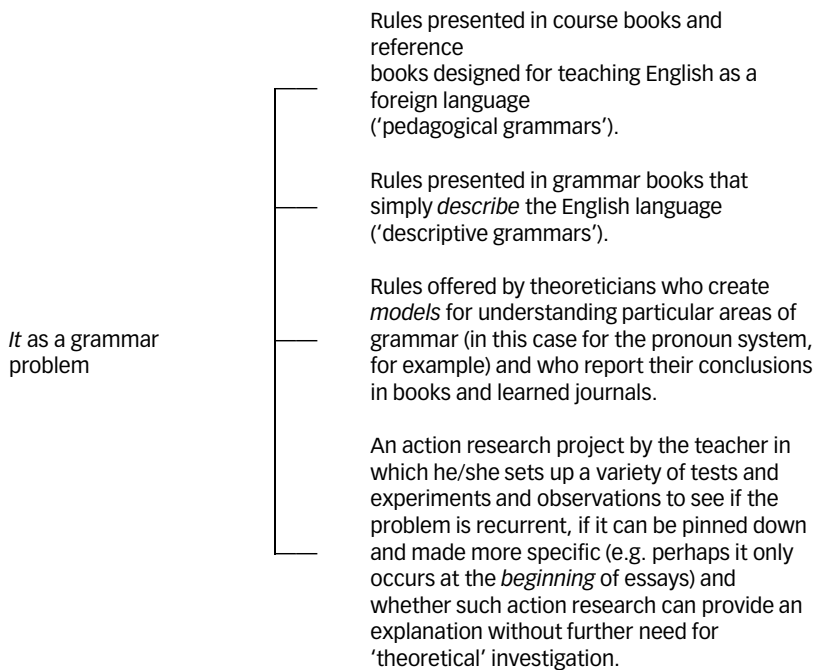 Rules presented in course books and
reference
books designed for teaching English as a
foreign language
(‘pedagogical grammars’).
Rules presented in grammar books that
simply describe the English language
(‘descriptive grammars’).
It as a grammar
problem
Rules offered by theoreticians who create
models for understanding particular areas of
grammar (in this case for the pronoun system,
for example) and who report their conclusions
in books and learned journals.
An action research project by the teacher in
which he/she sets up a variety of tests and
experiments and observations to see if the
problem is recurrent, if it can be pinned down
and made more specific (e.g. perhaps it only
occurs at the beginning of essays) and
whether such action research can provide an
explanation without further need for
‘theoretical’ investigation.